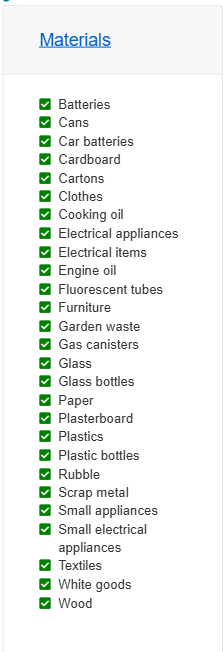 Materials
Batteries
Cans
Car batteries
Cardboard
Cartons
Clothes
Cooking oil
Electrical appliances
Electrical items
Engine oil
Fluorescent tubes
Furniture
Garden waste
Gas canisters
Glass
Glass bottles
Paper
Plasterboard
Plastics
Plastic bottles
Rubble
Scrap metal
Small appliances
Small electrical
appliances
Textiles
White goods
Wood